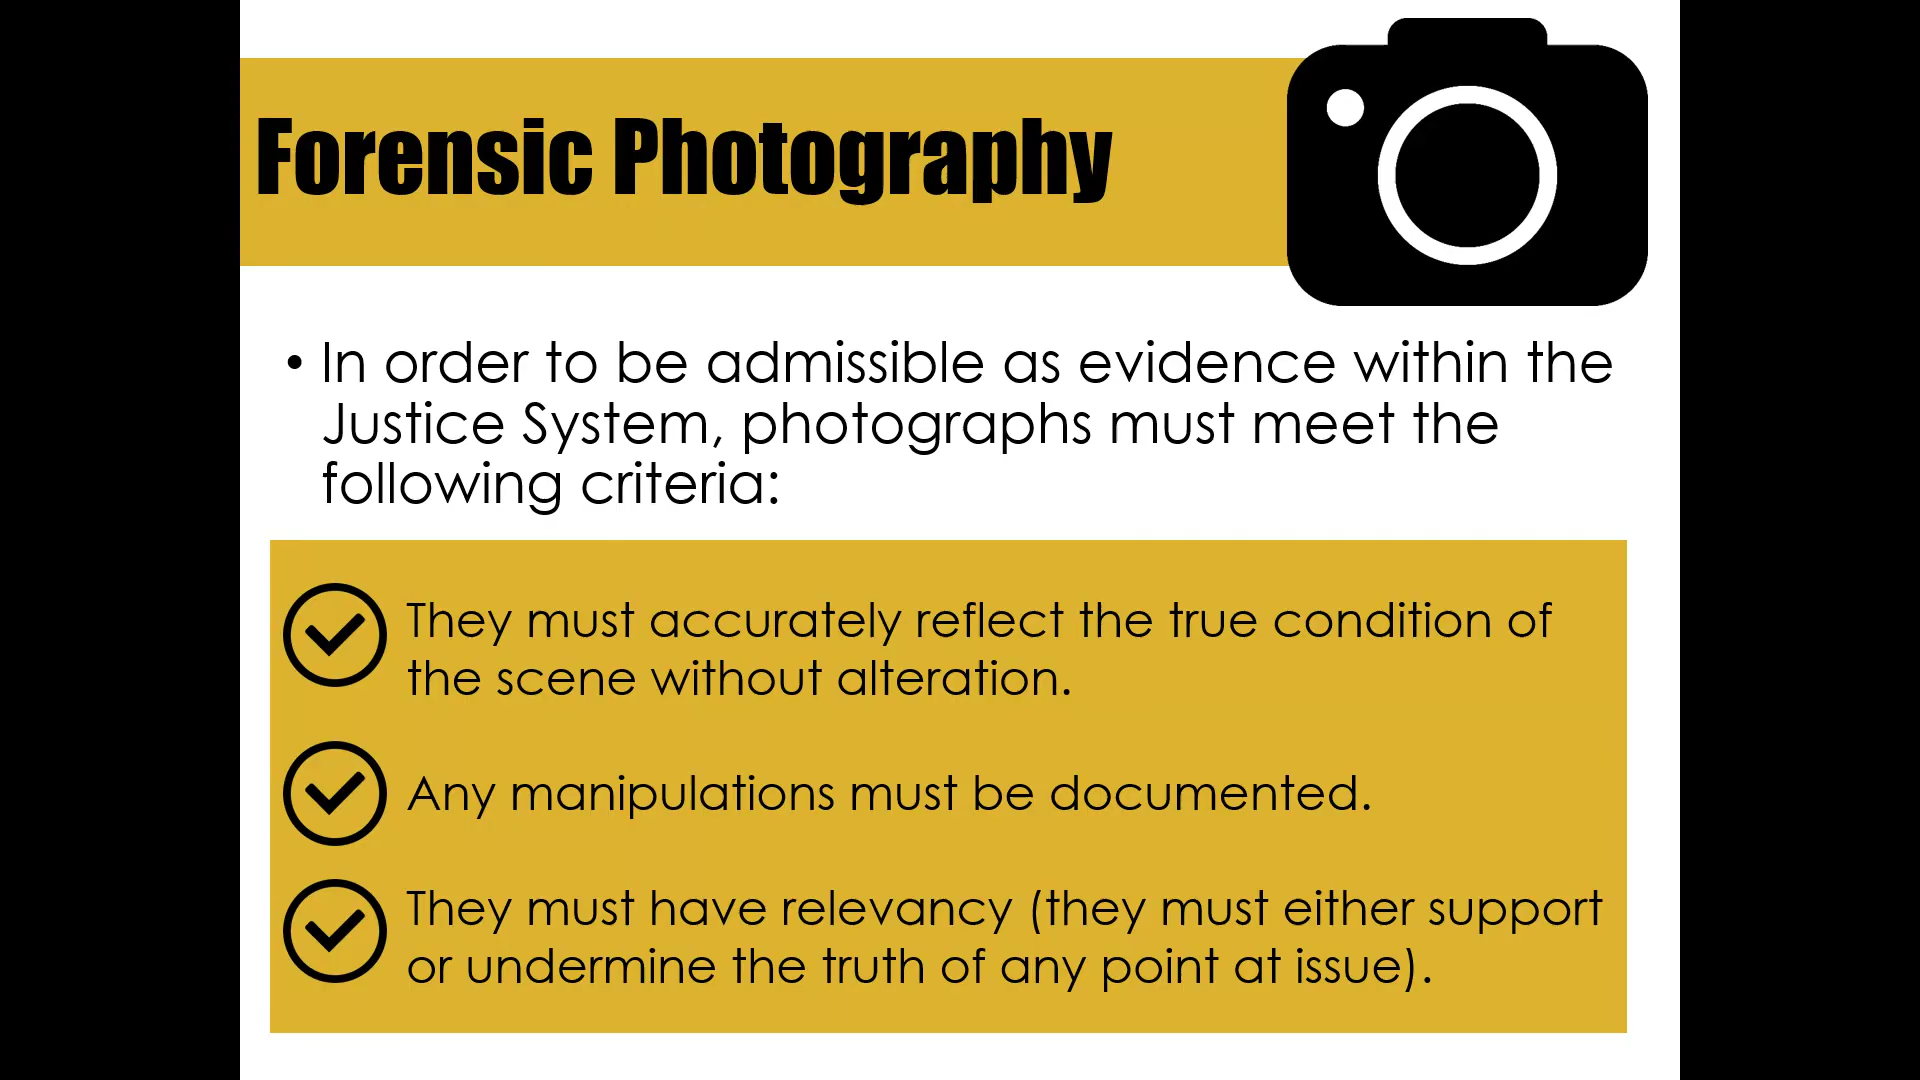 Forensic Photography
• In order to be admissible as evidence within the
Justice System, photographs must meet the
following criteria:
They must accurately reflect the true condition of
the scene without alteration.
Any manipulations must be documented.
They must have relevancy (they must either support
or undermine the truth of any point at issue).